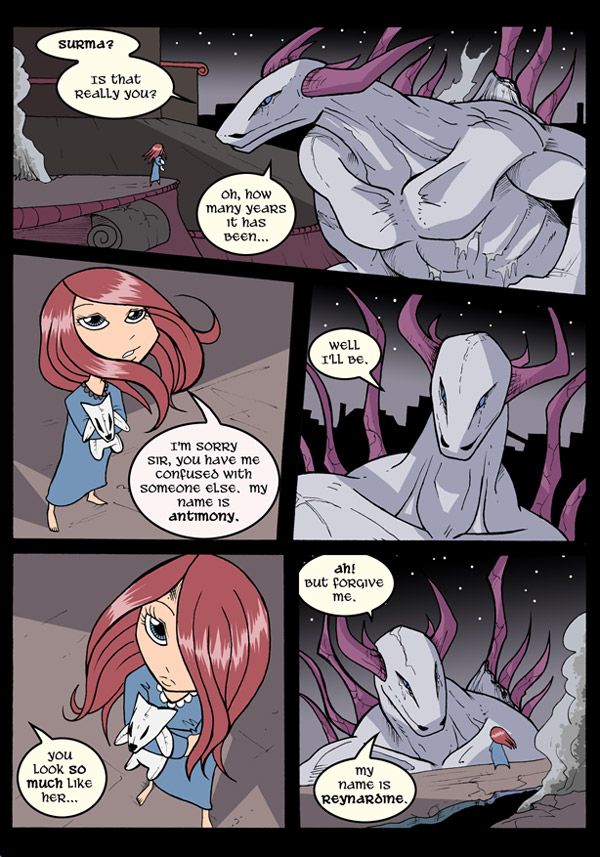 Surma?
Is that
really you?
Oh, how
many years
it has
been...
I'm sorry
sir, you have me
confused with
someone else. My
name is
Antimony.
Well
I'll be.
You
look so
much like
her...
Ah!
But forgive
me.
My
name is
Reynardine.